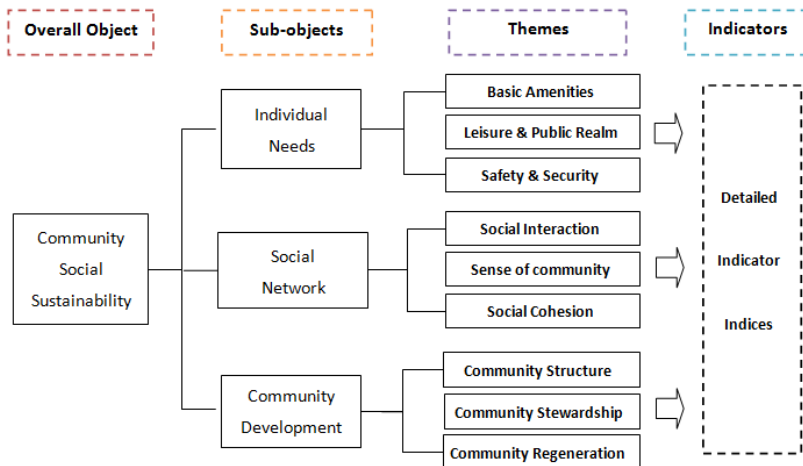 Overall Object
Sub-objects
Themes
Indicators
Community
Social
Sustainability
Individual
Needs
Social
Network
Community
Development
Basic Amenities
Leisure & Public Realm
Safety & Security
Social Interaction
Sense of community
Social Cohesion
Community Structure
Community Stewardship
Community Regeneration
Detailed
Indicator
Indices